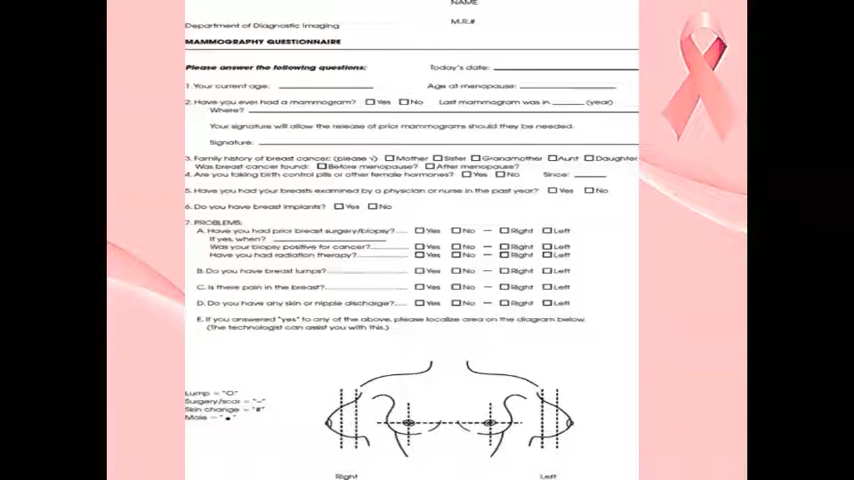 NAME
Department of Diagnostic Imaging
M.R.#
MAMMOGRAPHY QUESTIONNAIRE
Please answer the following questions: Today's date:
1. Your current age: Age at menopause:
2. Have you ever had a mammogram? Yes No Last mammogram was in (year)
Where?
Your signature will allow the release of prior mammograms should they be needed.
Signature:
3. Family history of breast cancer: (please √) Mother Sister Grandmother Aunt Daughter
Was breast cancer found: Before menopause? After menopause?
4. Are you taking birth control pills or other female hormones? Yes No Since:
5. Have you had your breasts examined by a physician or nurse in the past year? Yes No
6. Do you have breast implants? Yes No
7. PROBLEMS:
A. Have you had prior breast surgery/biopsy?.... Yes No – Right Left
If yes, when?
Was your biopsy positive for cancer?.......... Yes No – Right Left
Have you had radiation therapy?.............. Yes No – Right Left
B. Do you have breast lumps?........................ Yes No – Right Left
C. Is there pain in the breast?........................ Yes No – Right Left
D. Do you have any skin or nipple discharge?..... Yes No – Right Left
E. If you answered "yes" to any of the above, please localize area on the diagram below.
(The technologist can assist you with this.)
Lump = "O"
Surgery/scar = "-"
Skin change = "#"
Mole = "●"
Right Left